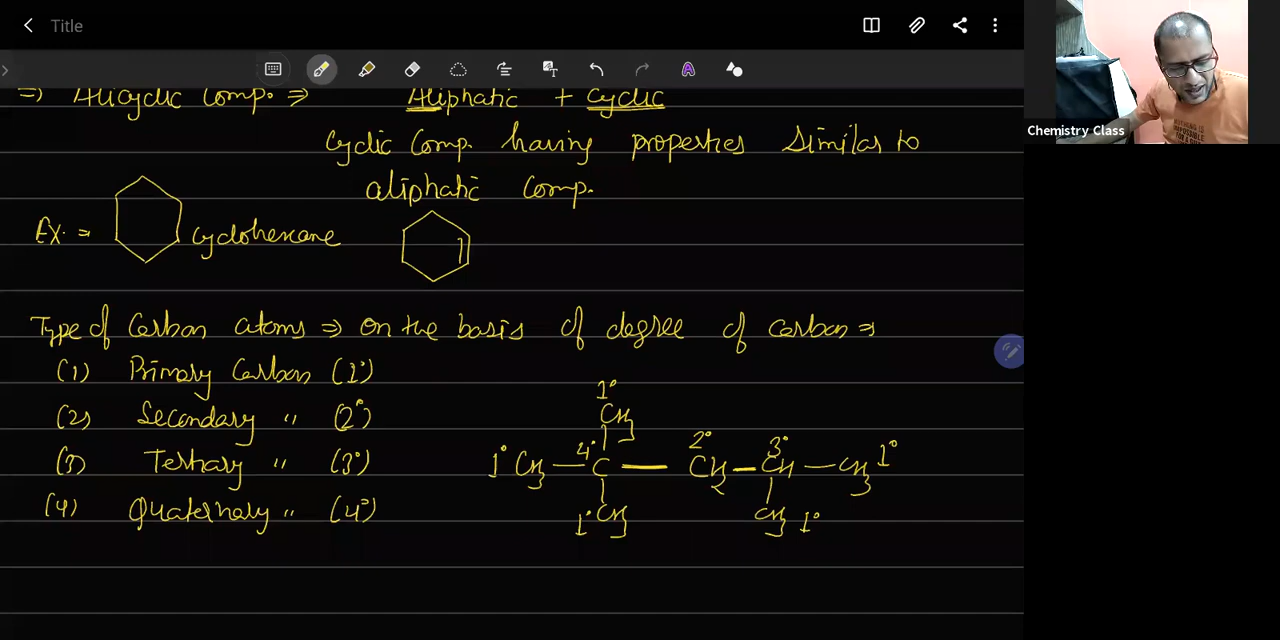 Title
⇒ Alicyclic Comp. ⇒ Aliphatic + Cyclic
Cyclic Comp. having properties Similar to
aliphatic Comp.
Ex. = Cyclohexane
Type of Carbon atoms ⇒ on the basis of degree of carbon ⇒
(1) Primary Carbon (1°)
(2) Secondary " (2°)
(3) Tertiary " (3°)
(4) Quaternary " (4°)
1°
CH3
1° CH3 — 4° C — 2° CH2 — 3° CH — CH3 1°
1° CH3 CH3 1°
Chemistry Class